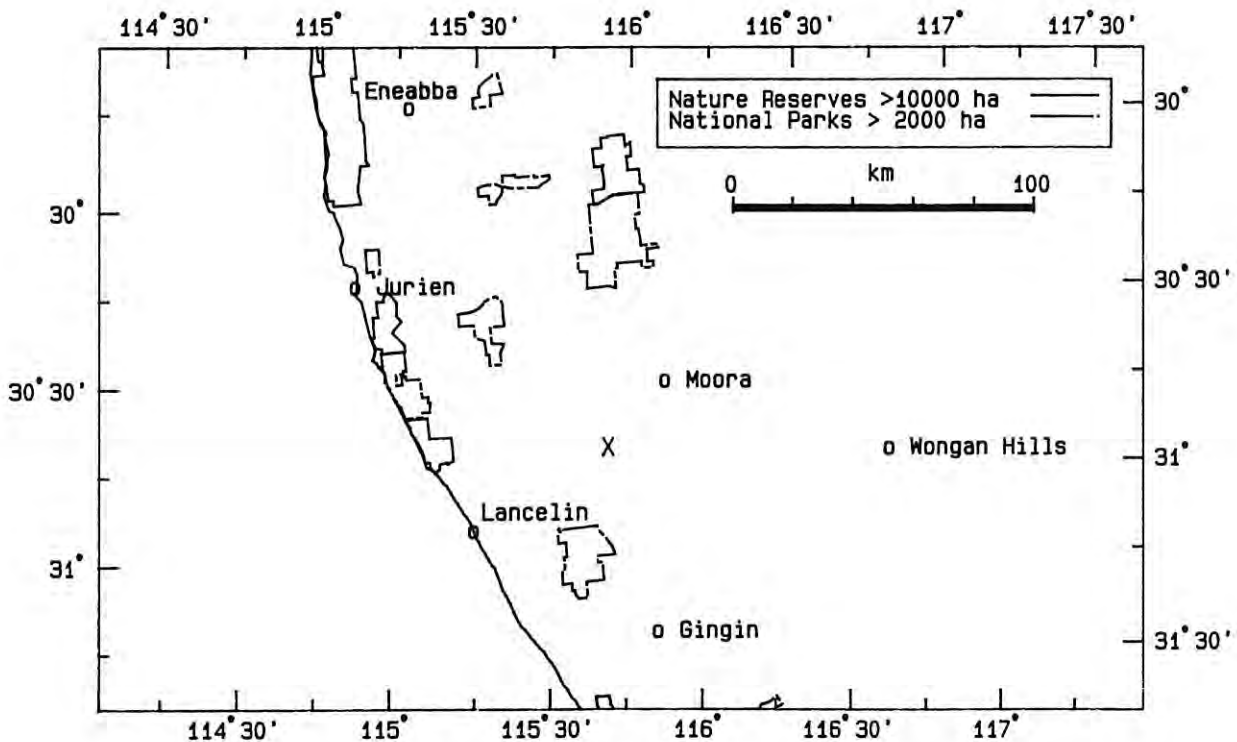 114°30' 115° 115°30' 116° 116°30' 117° 117°30'
Eneabba
Nature Reserves >10000 ha
National Parks > 2000 ha
30°
km
0 100
30°
Jurien
30°30'
Moora
30°30'
X
Wongan Hills
31°
Lancelin
31°
Gingin
31°30'
114°30' 115° 115°30' 116° 116°30' 117°